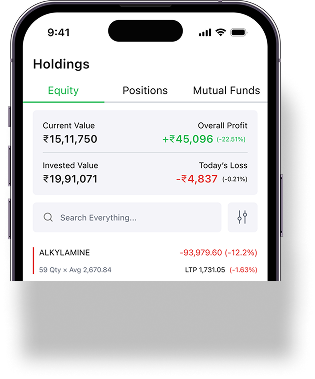 9:41
Holdings
Equity Positions Mutual Funds
Current Value Overall Profit
₹15,11,750 +₹45,096 (-22.51%)
Invested Value Today's Loss
₹19,91,071 -₹4,837 (-0.21%)
Search Everything...
ALKYLAMINE -93,979.60 (-12.2%)
59 Qty × Avg 2,670.84 LTP 1,731.05 (-1.63%)